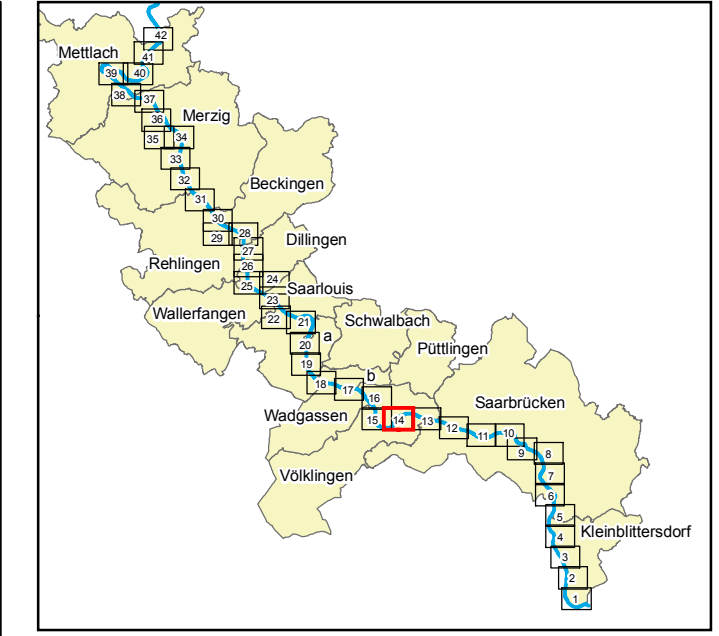 42
Mettlach
41
39
40
38
37
Merzig
36
35
34
33
32
Beckingen
31
30
29
28
Dillingen
27
Rehlingen
26
25
24
Saarlouis
23
Wallerfangen
22
21
Schwalbach
a
20
Püttlingen
19
b
18
17
16
Saarbrücken
Wadgassen
15
14
13
12
11
10
9
8
Völklingen
7
6
5
Kleinblittersdorf
4
3
2
1